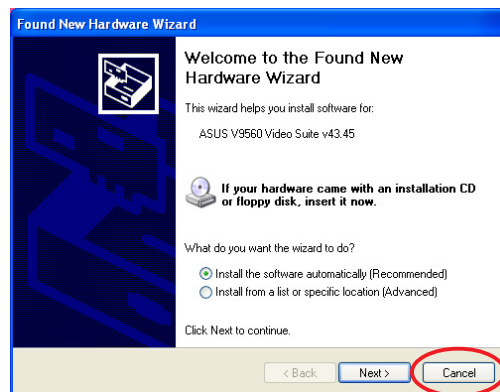 Found New Hardware Wizard
Welcome to the Found New
Hardware Wizard
This wizard helps you install software for:
ASUS V9560 Video Suite v43.45
If your hardware came with an installation CD
or floppy disk, insert it now.
What do you want the wizard to do?
Install the software automatically (Recommended)
Install from a list or specific location (Advanced)
Click Next to continue.
< Back Next > Cancel